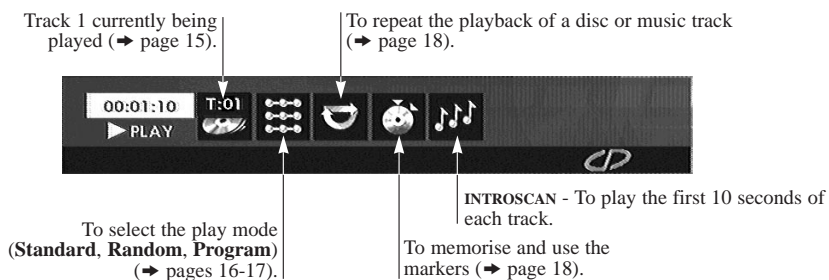 Track 1 currently being
played (➜ page 15).
To repeat the playback of a disc or music track
(➜ page 18).
00:01:10
PLAY
T:01
INTROSCAN - To play the first 10 seconds of
each track.
To select the play mode
(Standard, Random, Program)
(➜ pages 16-17).
To memorise and use the
markers (➜ page 18).